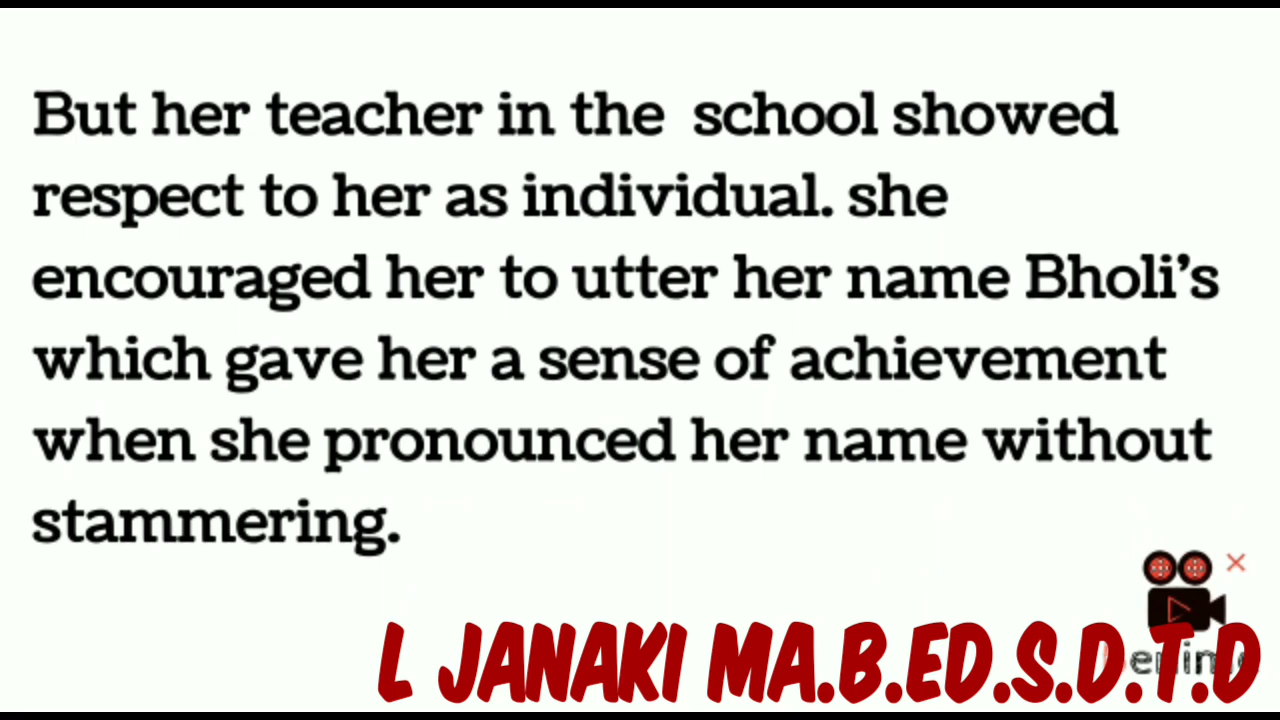 But her teacher in the school showed
respect to her as individual. she
encouraged her to utter her name Bholi's
which gave her a sense of achievement
when she pronounced her name without
stammering.
L JANAKI MA.B.ED.S.D.T.D